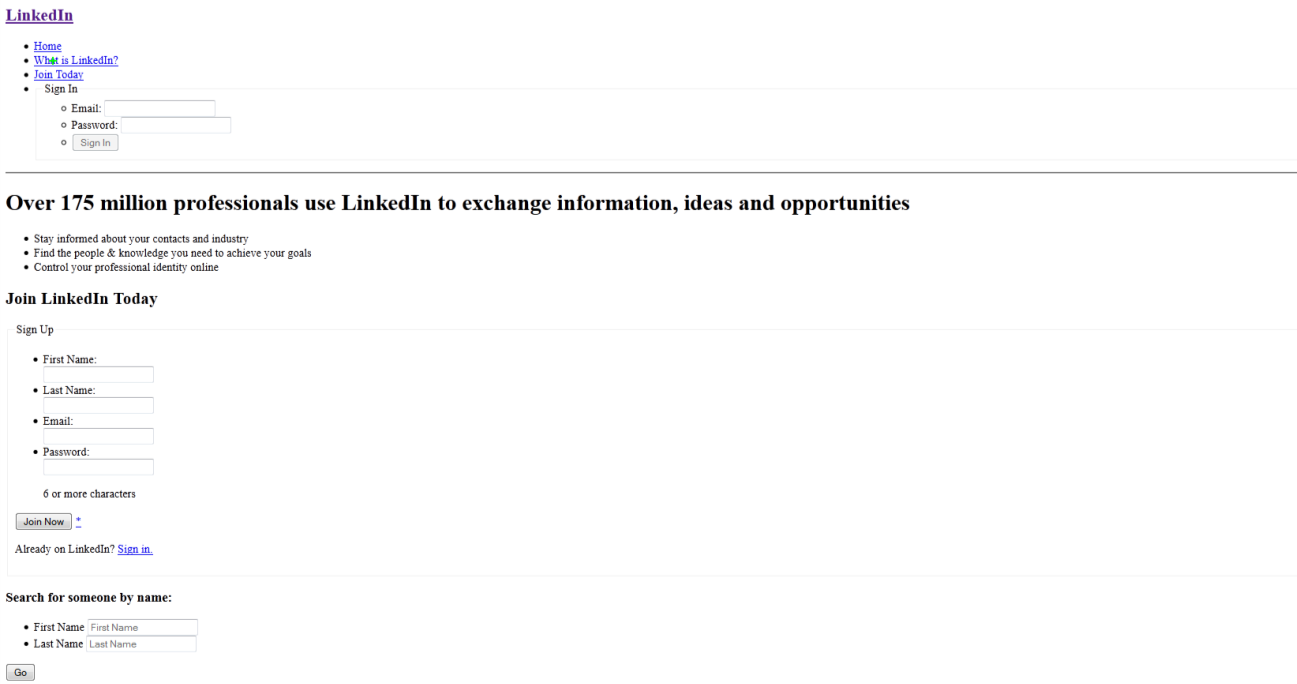 LinkedIn
Home
What is LinkedIn?
Join Today
Sign In
Email:
Password:
Sign In
Over 175 million professionals use LinkedIn to exchange information, ideas and opportunities
Stay informed about your contacts and industry
Find the people & knowledge you need to achieve your goals
Control your professional identity online
Join LinkedIn Today
Sign Up
First Name:
Last Name:
Email:
Password:
6 or more characters
Join Now *
Already on LinkedIn? Sign in.
Search for someone by name:
First Name First Name
Last Name Last Name
Go